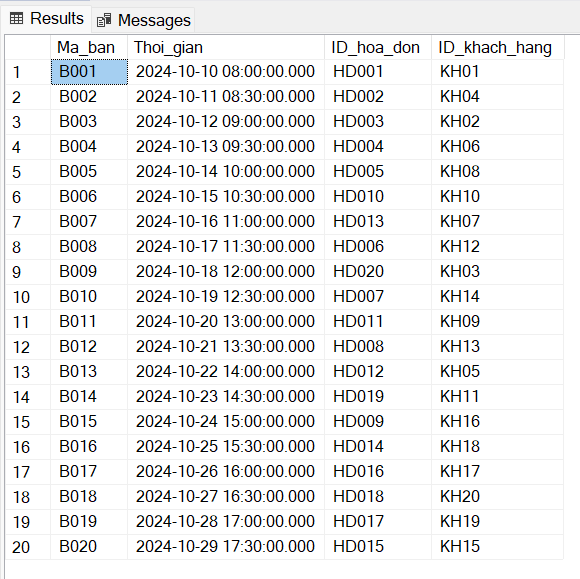 Results Messages
Ma_ban Thoi_gian ID_hoa_don ID_khach_hang
1 B001 2024-10-10 08:00:00.000 HD001 KH01
2 B002 2024-10-11 08:30:00.000 HD002 KH04
3 B003 2024-10-12 09:00:00.000 HD003 KH02
4 B004 2024-10-13 09:30:00.000 HD004 KH06
5 B005 2024-10-14 10:00:00.000 HD005 KH08
6 B006 2024-10-15 10:30:00.000 HD010 KH10
7 B007 2024-10-16 11:00:00.000 HD013 KH07
8 B008 2024-10-17 11:30:00.000 HD006 KH12
9 B009 2024-10-18 12:00:00.000 HD020 KH03
10 B010 2024-10-19 12:30:00.000 HD007 KH14
11 B011 2024-10-20 13:00:00.000 HD011 KH09
12 B012 2024-10-21 13:30:00.000 HD008 KH13
13 B013 2024-10-22 14:00:00.000 HD012 KH05
14 B014 2024-10-23 14:30:00.000 HD019 KH11
15 B015 2024-10-24 15:00:00.000 HD009 KH16
16 B016 2024-10-25 15:30:00.000 HD014 KH18
17 B017 2024-10-26 16:00:00.000 HD016 KH17
18 B018 2024-10-27 16:30:00.000 HD018 KH20
19 B019 2024-10-28 17:00:00.000 HD017 KH19
20 B020 2024-10-29 17:30:00.000 HD015 KH15